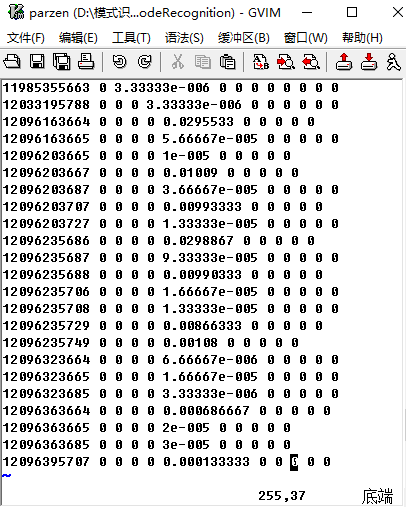 parzen (D:\模式识...odeRecognition) - GVIM
文件(F) 编辑(E) 工具(T) 语法(S) 缓冲区(B) 窗口(W) 帮助(H)
11985355663 0 3.33333e-006 0 0 0 0 0 0 0 0
12033195788 0 0 0 3.33333e-006 0 0 0 0 0 0
12096163664 0 0 0 0 0.0295533 0 0 0 0 0
12096163665 0 0 0 0 5.66667e-005 0 0 0 0 0
12096203665 0 0 0 0 1e-005 0 0 0 0 0
12096203667 0 0 0 0 0.01009 0 0 0 0 0
12096203687 0 0 0 0 3.66667e-005 0 0 0 0 0
12096203707 0 0 0 0 0.00993333 0 0 0 0 0
12096203727 0 0 0 0 1.33333e-005 0 0 0 0 0
12096235686 0 0 0 0 0.0298867 0 0 0 0 0
12096235687 0 0 0 0 9.33333e-005 0 0 0 0 0
12096235688 0 0 0 0 0.00990333 0 0 0 0 0
12096235706 0 0 0 0 1.66667e-005 0 0 0 0 0
12096235708 0 0 0 0 1.33333e-005 0 0 0 0 0
12096235729 0 0 0 0 0.00866333 0 0 0 0 0
12096235749 0 0 0 0 0.00108 0 0 0 0 0
12096323664 0 0 0 0 6.66667e-006 0 0 0 0 0
12096323665 0 0 0 0 1.66667e-005 0 0 0 0 0
12096323685 0 0 0 0 3.33333e-006 0 0 0 0 0
12096363664 0 0 0 0 0.000686667 0 0 0 0 0
12096363665 0 0 0 0 2e-005 0 0 0 0 0
12096363685 0 0 0 0 3e-005 0 0 0 0 0
12096395707 0 0 0 0 0.000133333 0 0 0 0 0
~
255,37 底端